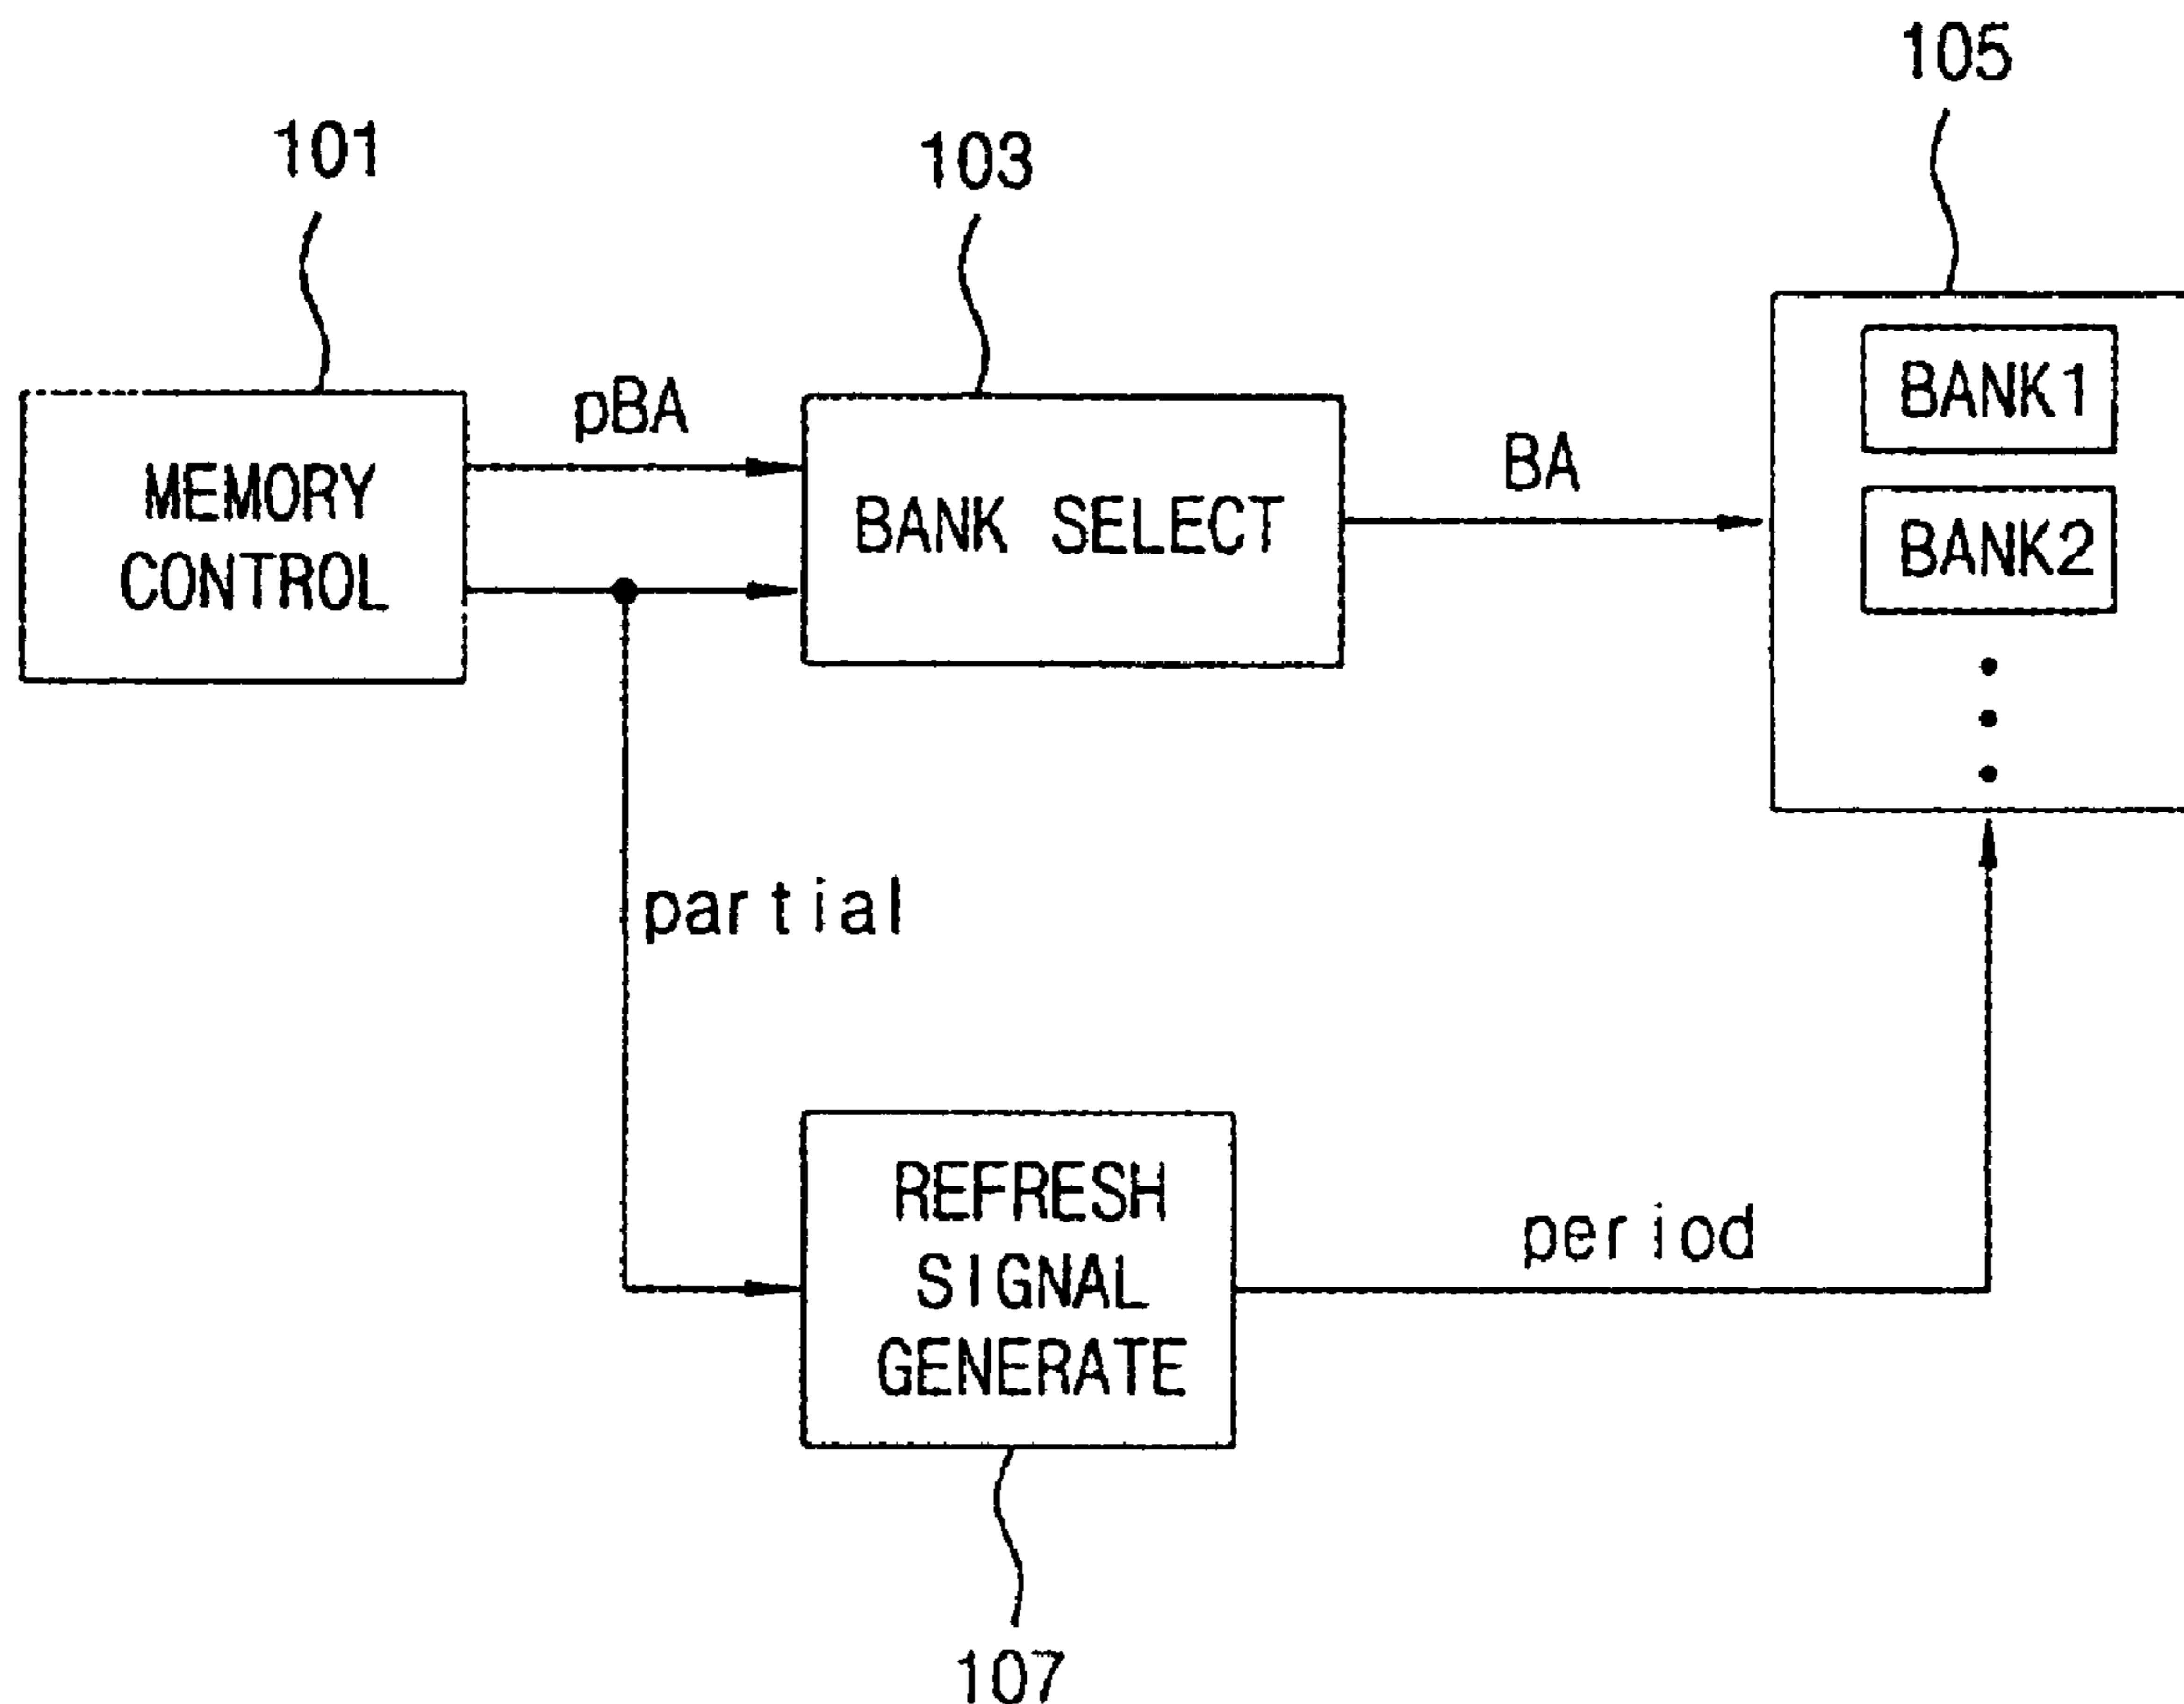 105
101
103
MEMORY
CONTROL
pBA
BANK SELECT
BA
BANK1
BANK2
partial
REFRESH
SIGNAL
GENERATE
period
107